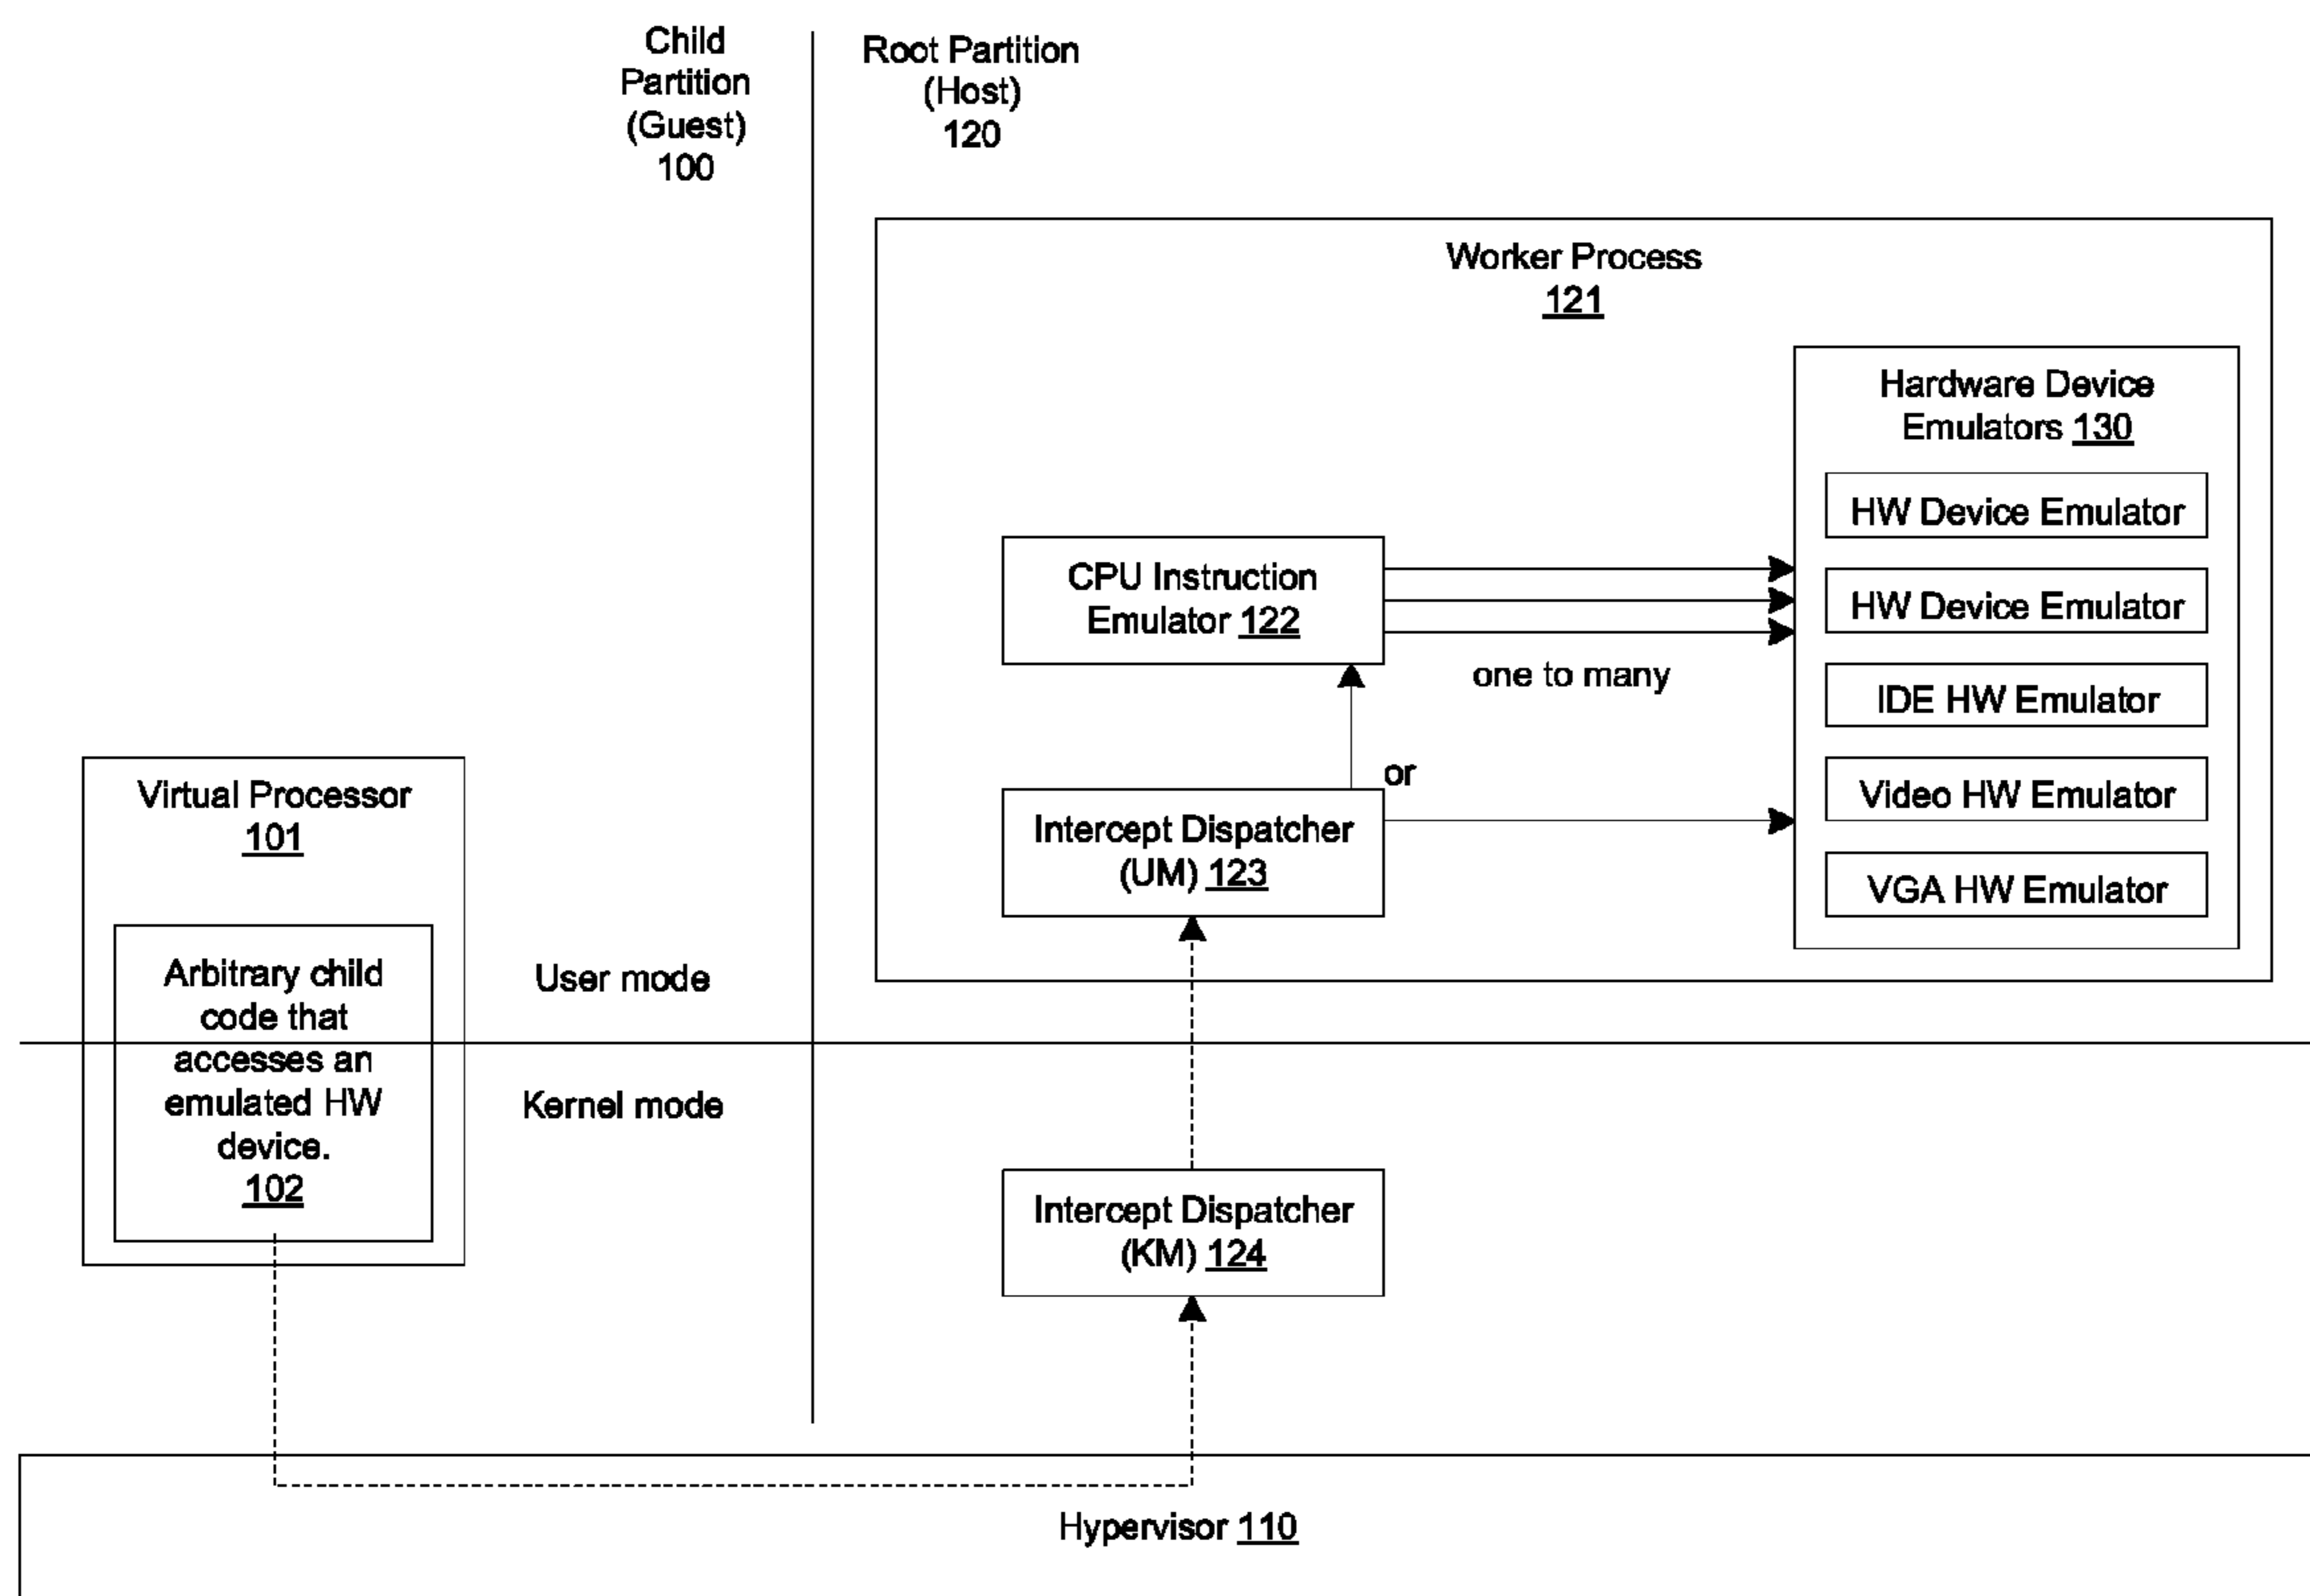 Child
Partition
(Guest)
100
Root Partition
(Host)
120
Worker Process
121
Hardware Device
Emulators 130
HW Device Emulator
HW Device Emulator
IDE HW Emulator
Video HW Emulator
VGA HW Emulator
CPU Instruction
Emulator 122
one to many
or
Intercept Dispatcher
(UM) 123
Virtual Processor
101
Arbitrary child
code that
accesses an
emulated HW
device.
102
User mode
Kernel mode
Intercept Dispatcher
(KM) 124
Hypervisor 110